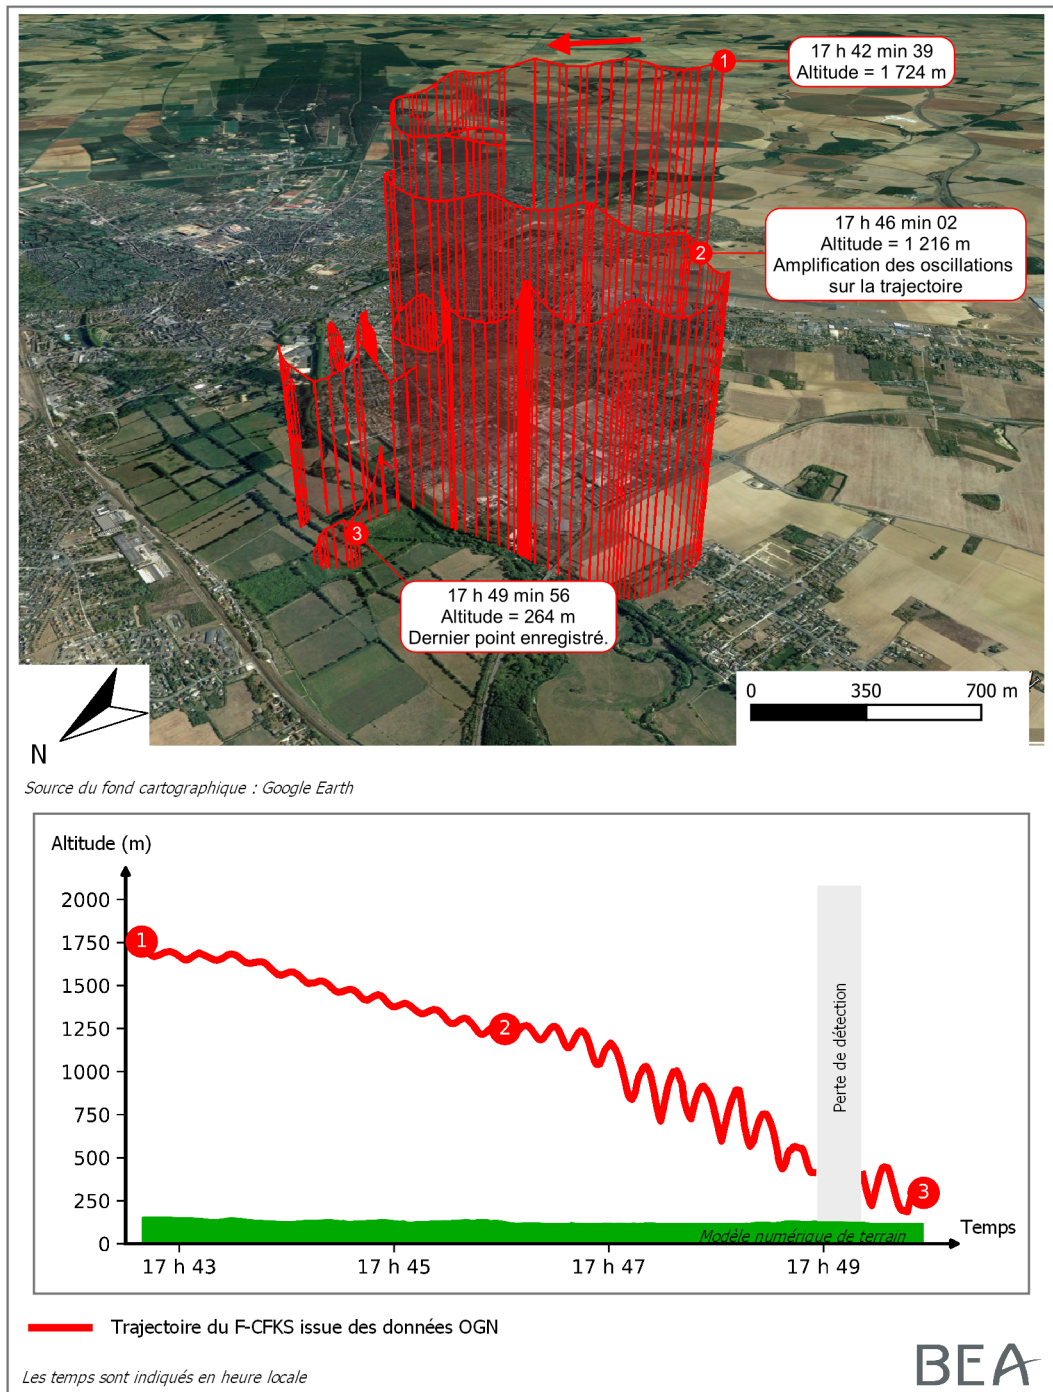 1
17 h 42 min 39
Altitude = 1 724 m
2
17 h 46 min 02
Altitude = 1 216 m
Amplification des oscillations
sur la trajectoire
3
17 h 49 min 56
Altitude = 264 m
Dernier point enregistré.
N
0 350 700 m
Source du fond cartographique : Google Earth
Altitude (m)
2000
1750
1500
1250
1000
750
500
250
0
1
2
3
Perte de détection
Modèle numérique de terrain
Temps
17 h 43 17 h 45 17 h 47 17 h 49
Trajectoire du F-CFKS issue des données OGN
Les temps sont indiqués en heure locale
BEA